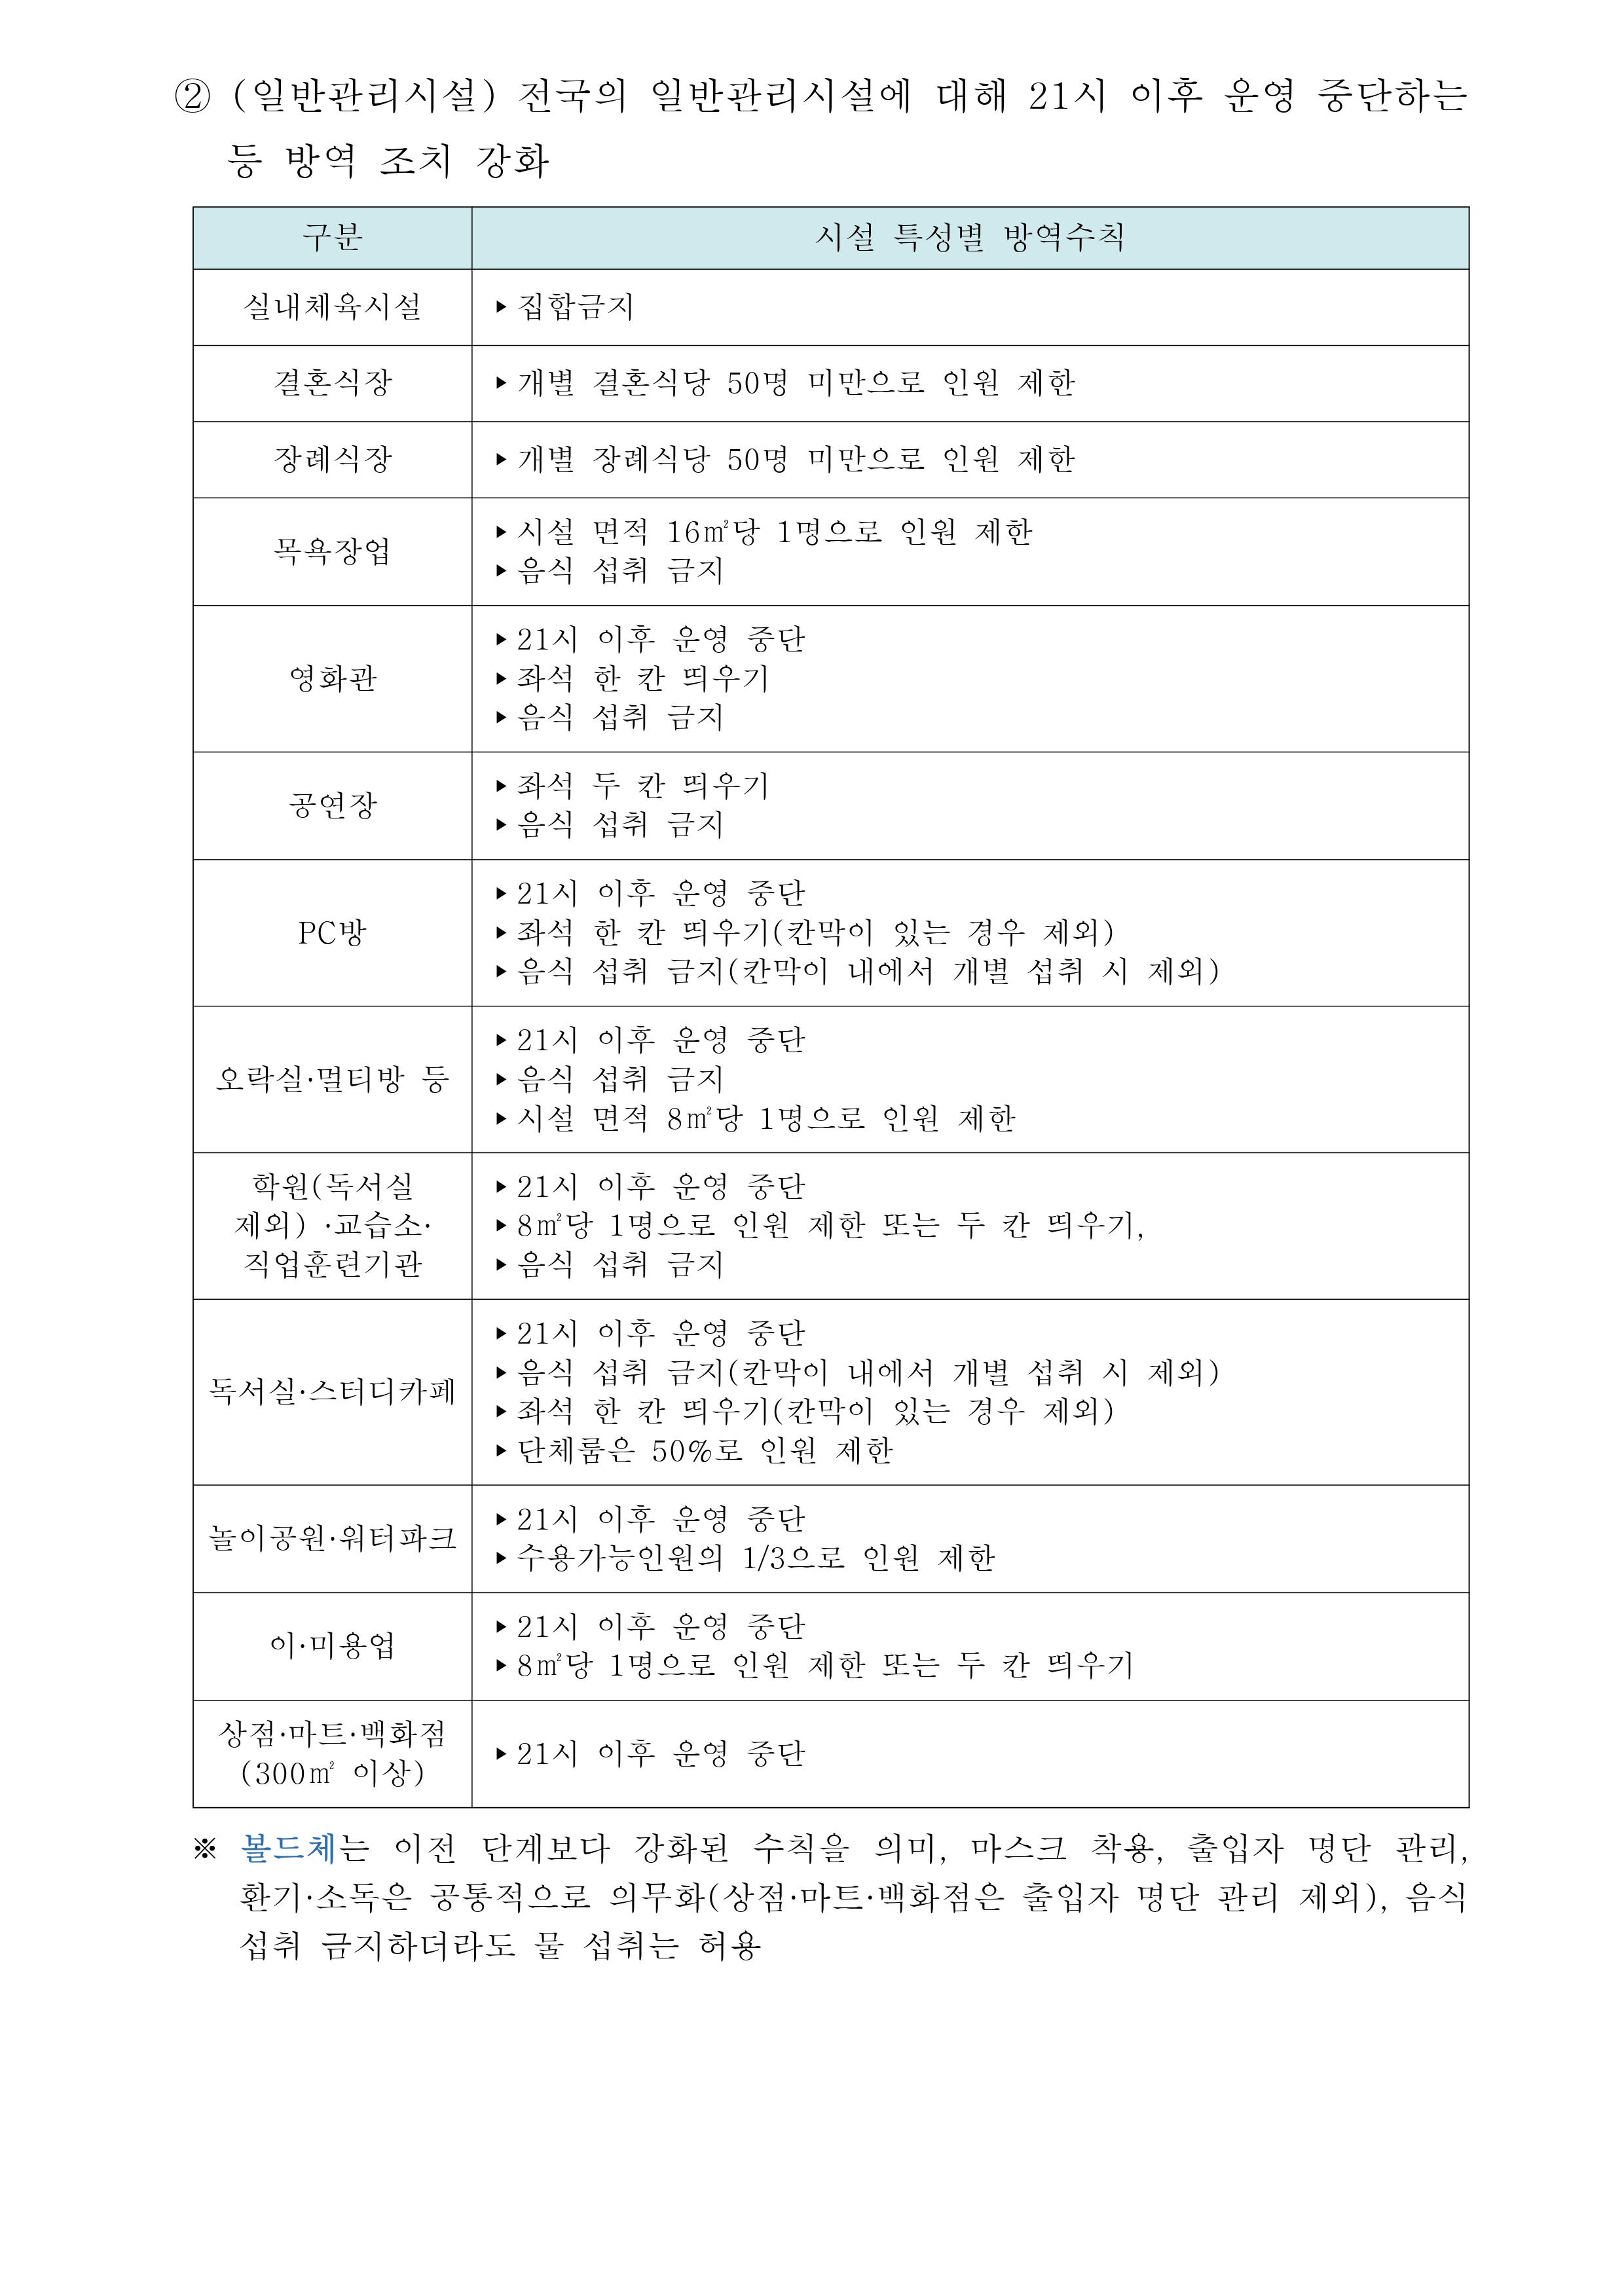 ② (일반관리시설) 전국의 일반관리시설에 대해 21시 이후 운영 중단하는
등 방역 조치 강화
구분
시설 특성별 방역수칙
실내체육시설
▸집합금지
결혼식장
▸개별 결혼식당 50명 미만으로 인원 제한
장례식장
▸개별 장례식당 50명 미만으로 인원 제한
목욕장업
▸시설 면적 16㎡당 1명으로 인원 제한
▸음식 섭취 금지
영화관
▸21시 이후 운영 중단
▸좌석 한 칸 띄우기
▸음식 섭취 금지
공연장
▸좌석 두 칸 띄우기
▸음식 섭취 금지
PC방
▸21시 이후 운영 중단
▸좌석 한 칸 띄우기(칸막이 있는 경우 제외)
▸음식 섭취 금지(칸막이 내에서 개별 섭취 시 제외)
오락실·멀티방 등
▸21시 이후 운영 중단
▸음식 섭취 금지
▸시설 면적 8㎡당 1명으로 인원 제한
학원(독서실
제외) ·교습소·
직업훈련기관
▸21시 이후 운영 중단
▸8㎡당 1명으로 인원 제한 또는 두 칸 띄우기,
▸음식 섭취 금지
독서실·스터디카페
▸21시 이후 운영 중단
▸음식 섭취 금지(칸막이 내에서 개별 섭취 시 제외)
▸좌석 한 칸 띄우기(칸막이 있는 경우 제외)
▸단체룸은 50%로 인원 제한
놀이공원·워터파크
▸21시 이후 운영 중단
▸수용가능인원의 1/3으로 인원 제한
이·미용업
▸21시 이후 운영 중단
▸8㎡당 1명으로 인원 제한 또는 두 칸 띄우기
상점·마트·백화점
(300㎡ 이상)
▸21시 이후 운영 중단
※ 볼드체는 이전 단계보다 강화된 수칙을 의미, 마스크 착용, 출입자 명단 관리,
환기·소독은 공통적으로 의무화(상점·마트·백화점은 출입자 명단 관리 제외), 음식
섭취 금지하더라도 물 섭취는 허용